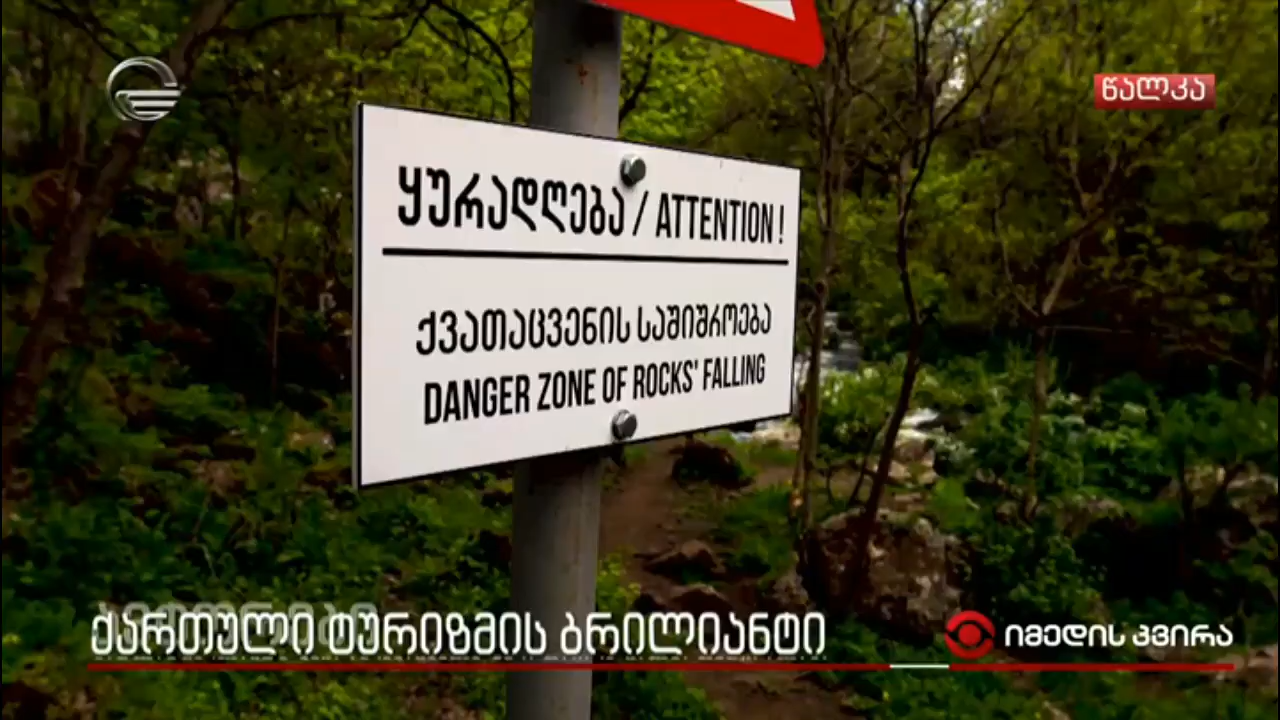 წალკა
ყურადღება / ATTENTION !
ქვათაცვენის საშიშროება
DANGER ZONE OF ROCKS' FALLING
ქართული ტურიზმის ბრილიანტი
იმედის კვირა